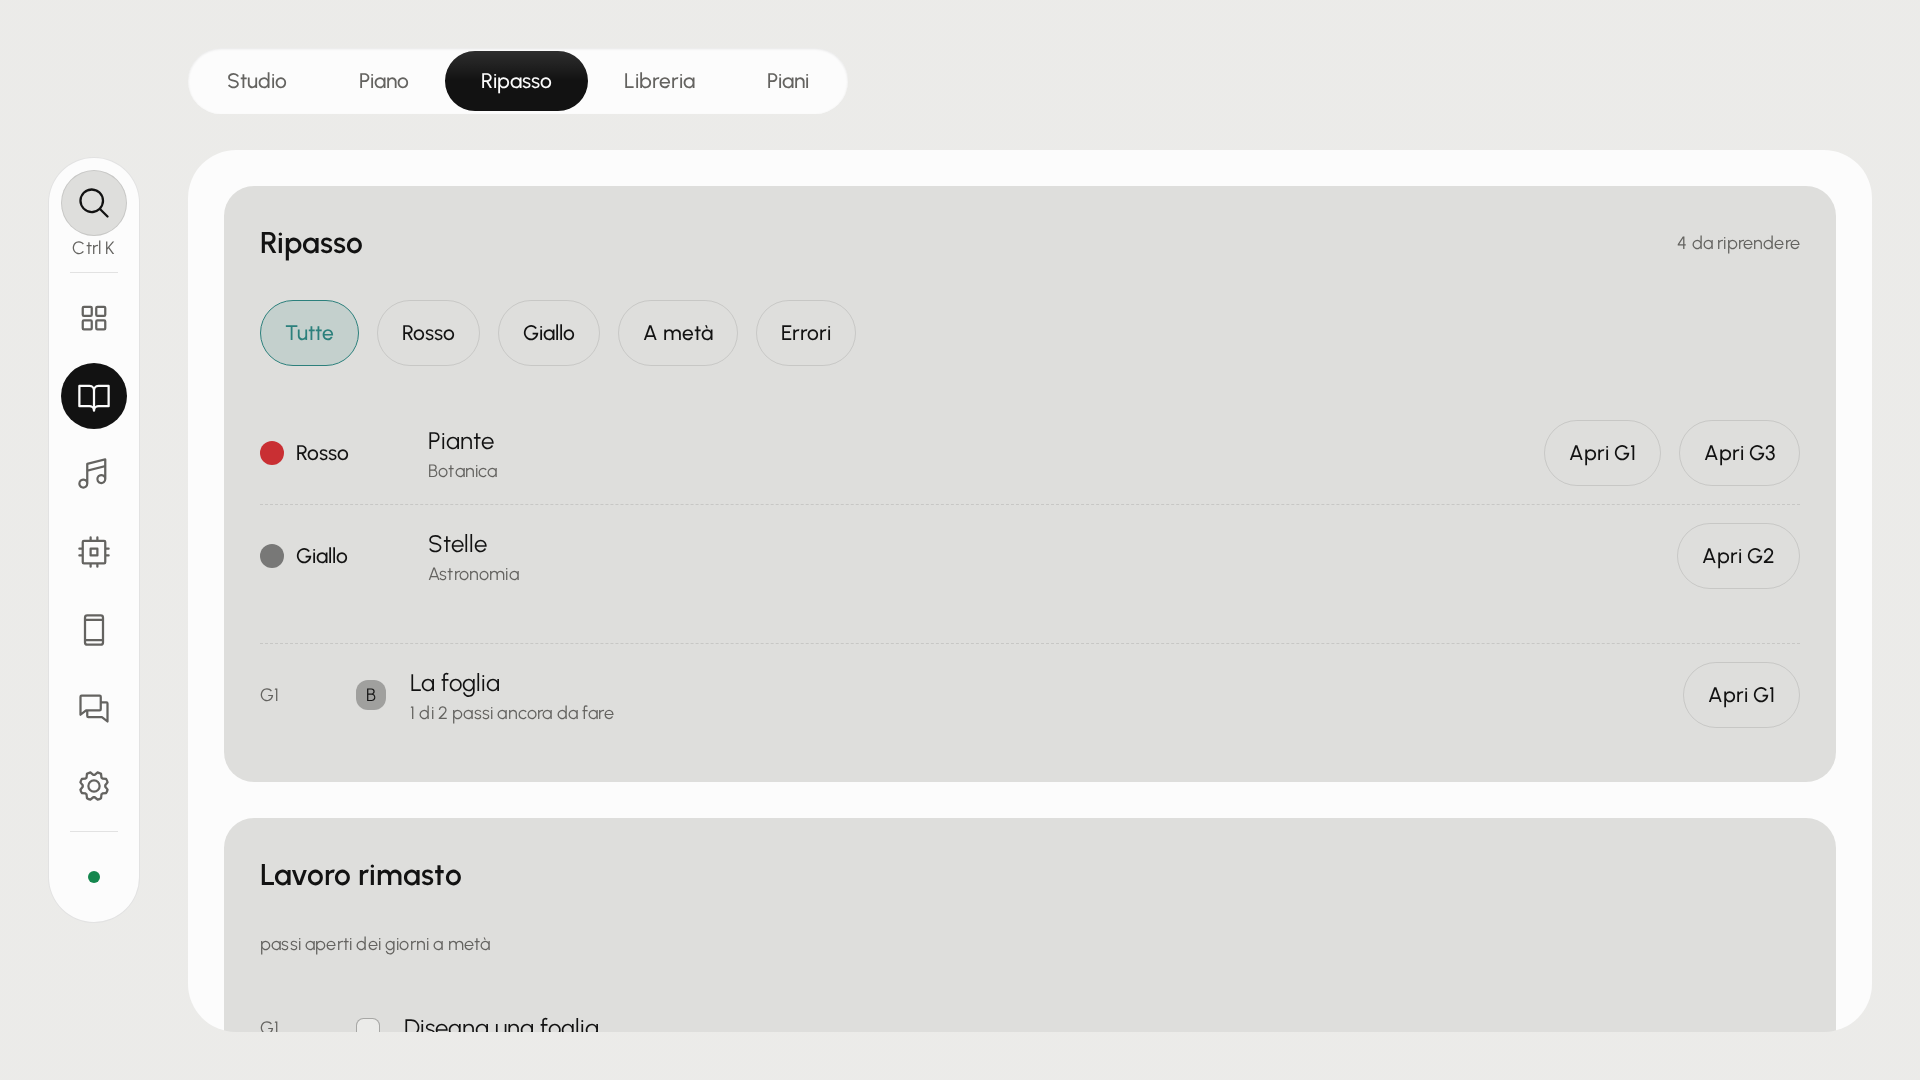 Studio
Piano
Ripasso
Libreria
Piani
Ctrl K
Ripasso
4 da riprendere
Tutte
Rosso
Giallo
A metà
Errori
Rosso
Piante
Botanica
Apri G1
Apri G3
Giallo
Stelle
Astronomia
Apri G2
G1
B
La foglia
1 di 2 passi ancora da fare
Apri G1
Lavoro rimasto
passi aperti dei giorni a metà
G1
Disegna una foglia